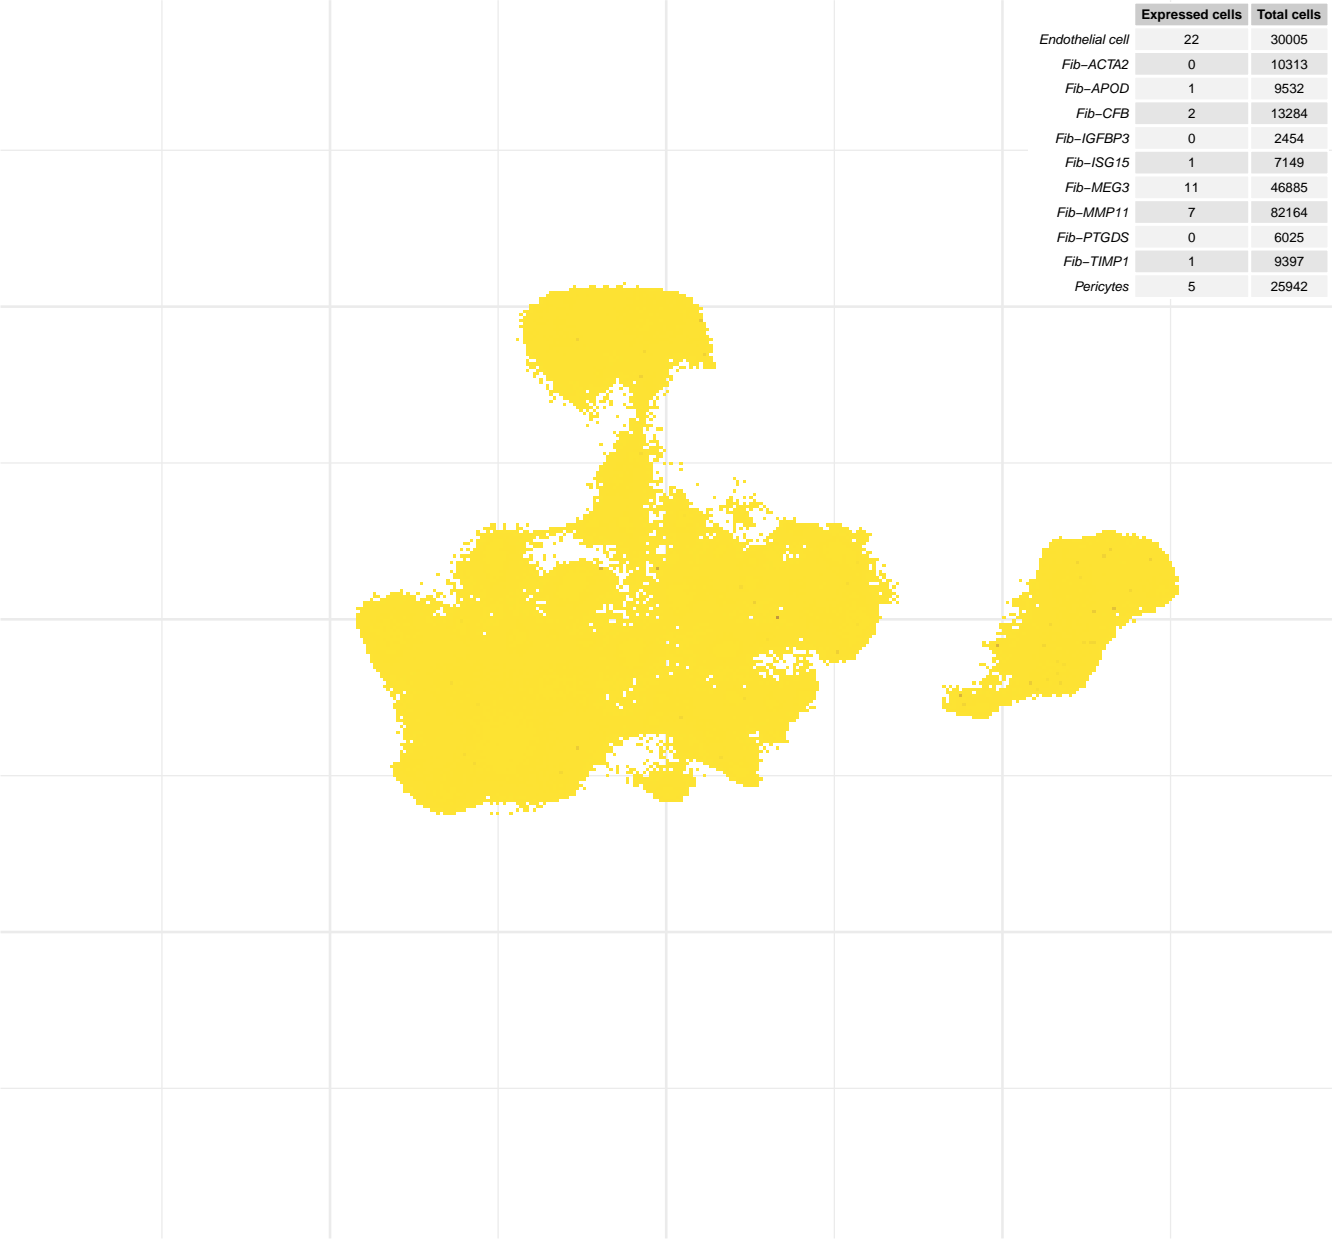 Expressed cells Total cells
Endothelial cell 22 30005
Fib−ACTA2 0 10313
Fib−APOD 1 9532
Fib−CFB 2 13284
Fib−IGFBP3 0 2454
Fib−ISG15 1 7149
Fib−MEG3 11 46885
Fib−MMP11 7 82164
Fib−PTGDS 0 6025
Fib−TIMP1 1 9397
Pericytes 5 25942